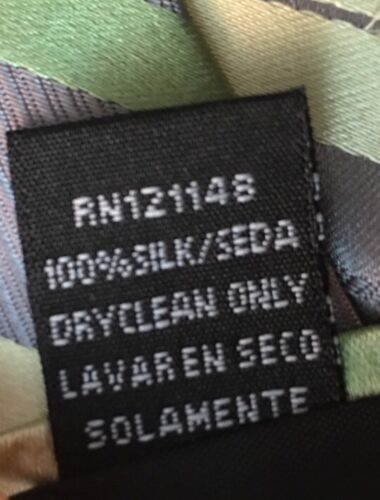 RN121148
100%SILK/SEDA
DRYCLEAN ONLY
LAVAR EN SECO
SOLAMENTE